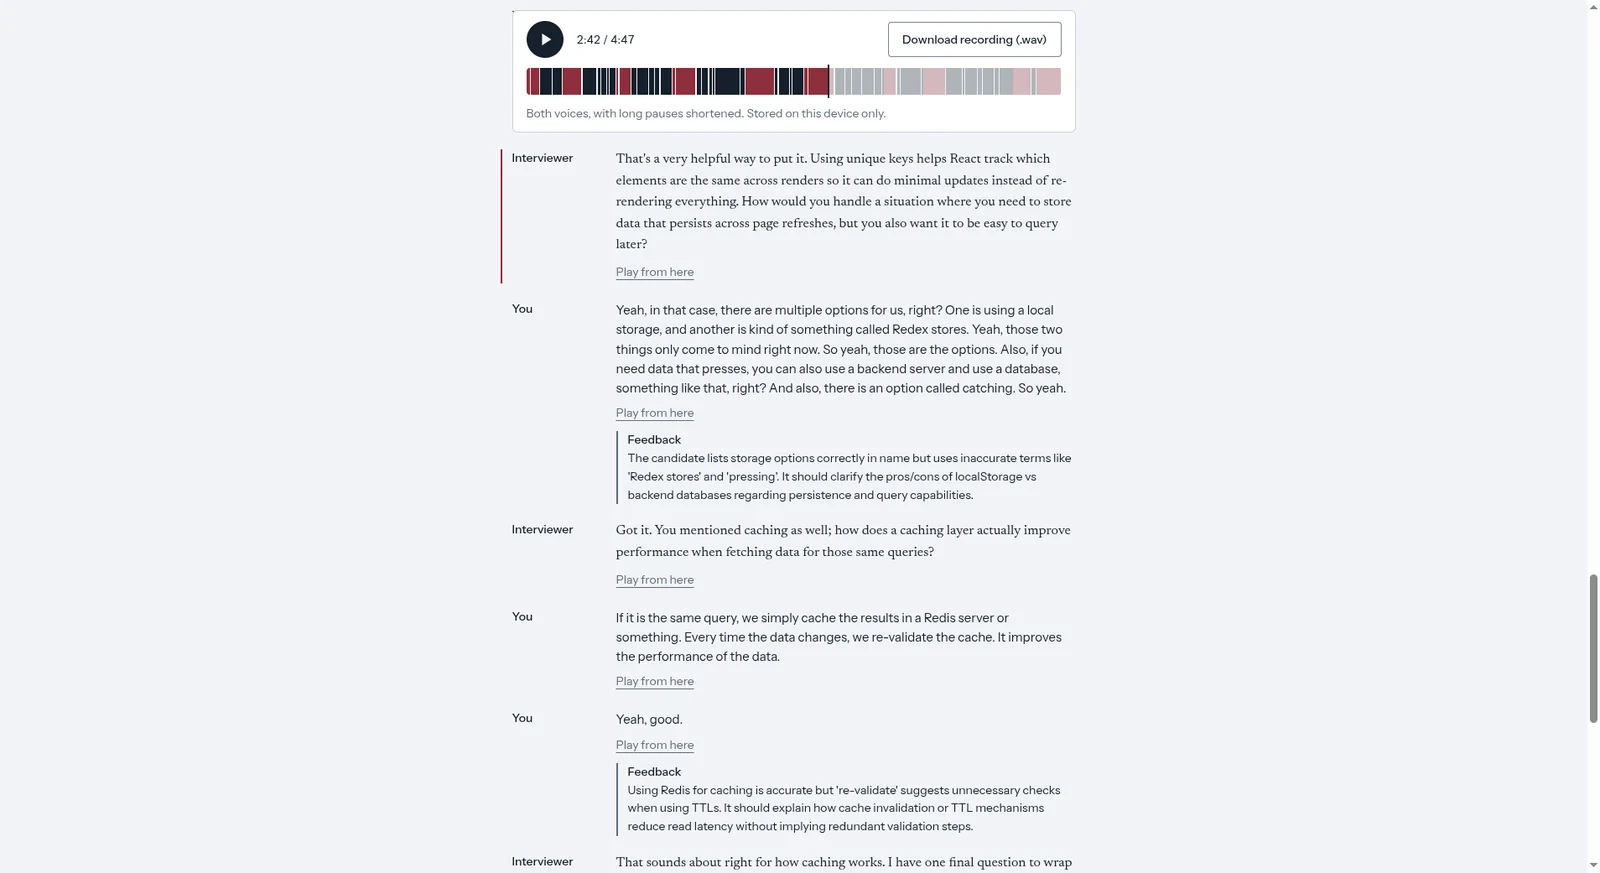 2:42 / 4:47
Download recording (.wav)
Both voices, with long pauses shortened. Stored on this device only.
Interviewer
That's a very helpful way to put it. Using unique keys helps React track which
elements are the same across renders so it can do minimal updates instead of re-
rendering everything. How would you handle a situation where you need to store
data that persists across page refreshes, but you also want it to be easy to query
later?
Play from here
You
Yeah, in that case, there are multiple options for us, right? One is using a local
storage, and another is kind of something called Redex stores. Yeah, those two
things only come to mind right now. So yeah, those are the options. Also, if you
need data that presses, you can also use a backend server and use a database,
something like that, right? And also, there is an option called catching. So yeah.
Play from here
Feedback
The candidate lists storage options correctly in name but uses inaccurate terms like
'Redex stores' and 'pressing'. It should clarify the pros/cons of localStorage vs
backend databases regarding persistence and query capabilities.
Interviewer
Got it. You mentioned caching as well; how does a caching layer actually improve
performance when fetching data for those same queries?
Play from here
You
If it is the same query, we simply cache the results in a Redis server or
something. Every time the data changes, we re-validate the cache. It improves
the performance of the data.
Play from here
You
Yeah, good.
Play from here
Feedback
Using Redis for caching is accurate but 're-validate' suggests unnecessary checks
when using TTLs. It should explain how cache invalidation or TTL mechanisms
reduce read latency without implying redundant validation steps.
Interviewer
That sounds about right for how caching works. I have one final question to wrap